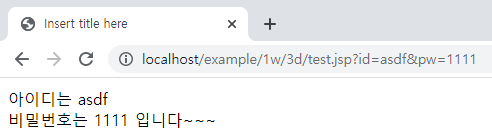 Insert title here
localhost/example/1w/3d/test.jsp?id=asdf&pw=1111
아이디는 asdf
비밀번호는 1111 입니다~~~